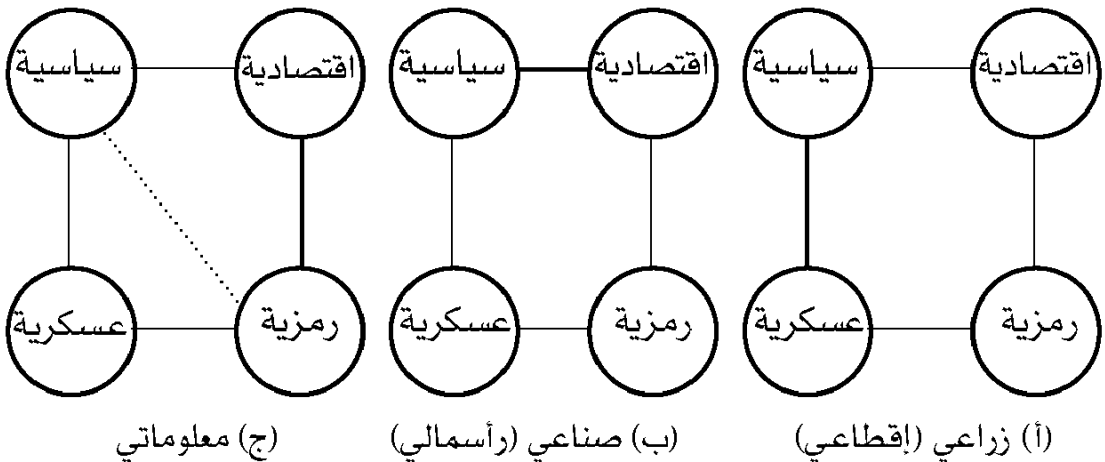 اقتصادية سياسية اقتصادية سياسية اقتصادية سياسية
رمزية عسكرية رمزية عسكرية رمزية عسكرية
(أ) زراعي (إقطاعي) (ب) صناعي (رأسمالي) (ج) معلوماتي